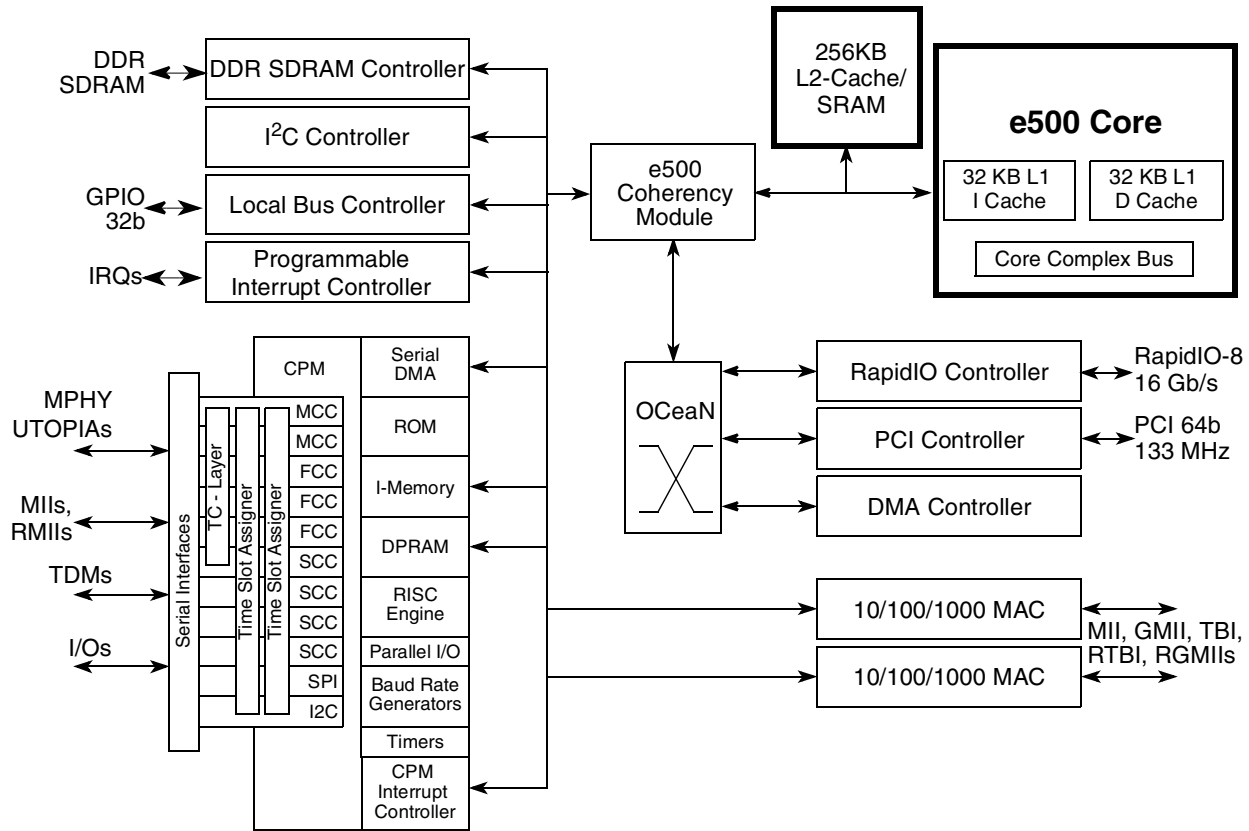 DDR
SDRAM
DDR SDRAM Controller
I2C Controller
GPIO
32b
Local Bus Controller
IRQs
Programmable
Interrupt Controller
256KB
L2-Cache/
SRAM
e500 Core
32 KB L1
I Cache
32 KB L1
D Cache
Core Complex Bus
e500
Coherency
Module
OCeaN
RapidIO Controller
RapidIO-8
16 Gb/s
PCI Controller
PCI 64b
133 MHz
DMA Controller
10/100/1000 MAC
10/100/1000 MAC
MII, GMII, TBI,
RTBI, RGMIIs
MPHY
UTOPIAs
MIIs,
RMIIs
TDMs
I/Os
Serial Interfaces
TC - Layer
Time Slot Assigner
Time Slot Assigner
CPM
MCC
MCC
FCC
FCC
FCC
SCC
SCC
SCC
SCC
SPI
I2C
Serial
DMA
ROM
I-Memory
DPRAM
RISC
Engine
Parallel I/O
Baud Rate
Generators
Timers
CPM
Interrupt
Controller